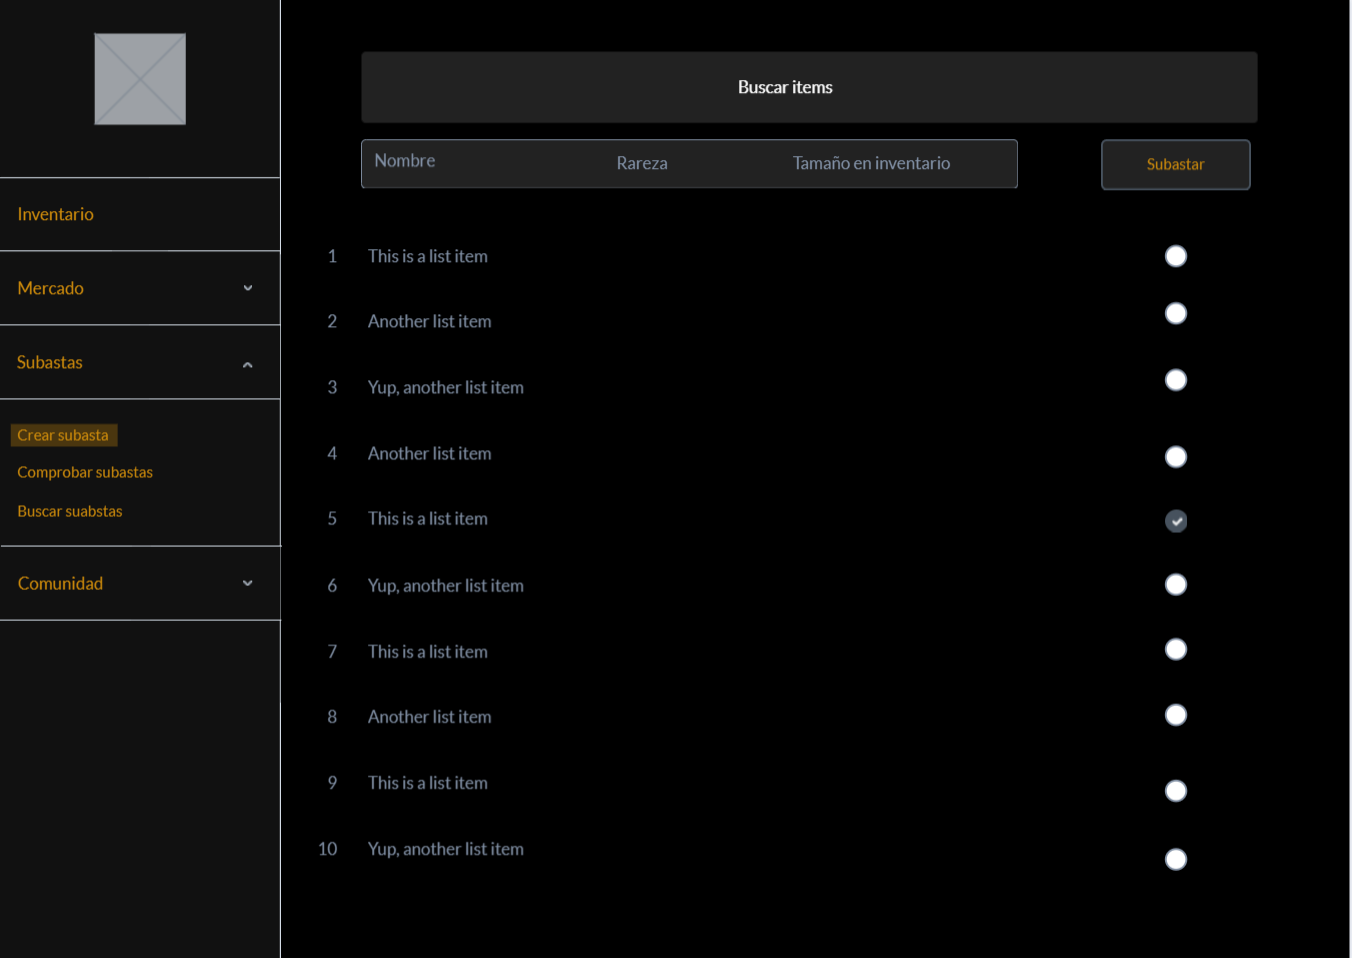 Inventario
Mercado
Subastas
Crear subasta
Comprobar subastas
Buscar suabstas
Comunidad
Buscar items
Nombre Rareza Tamaño en inventario Subastar
1 This is a list item
2 Another list item
3 Yup, another list item
4 Another list item
5 This is a list item
6 Yup, another list item
7 This is a list item
8 Another list item
9 This is a list item
10 Yup, another list item